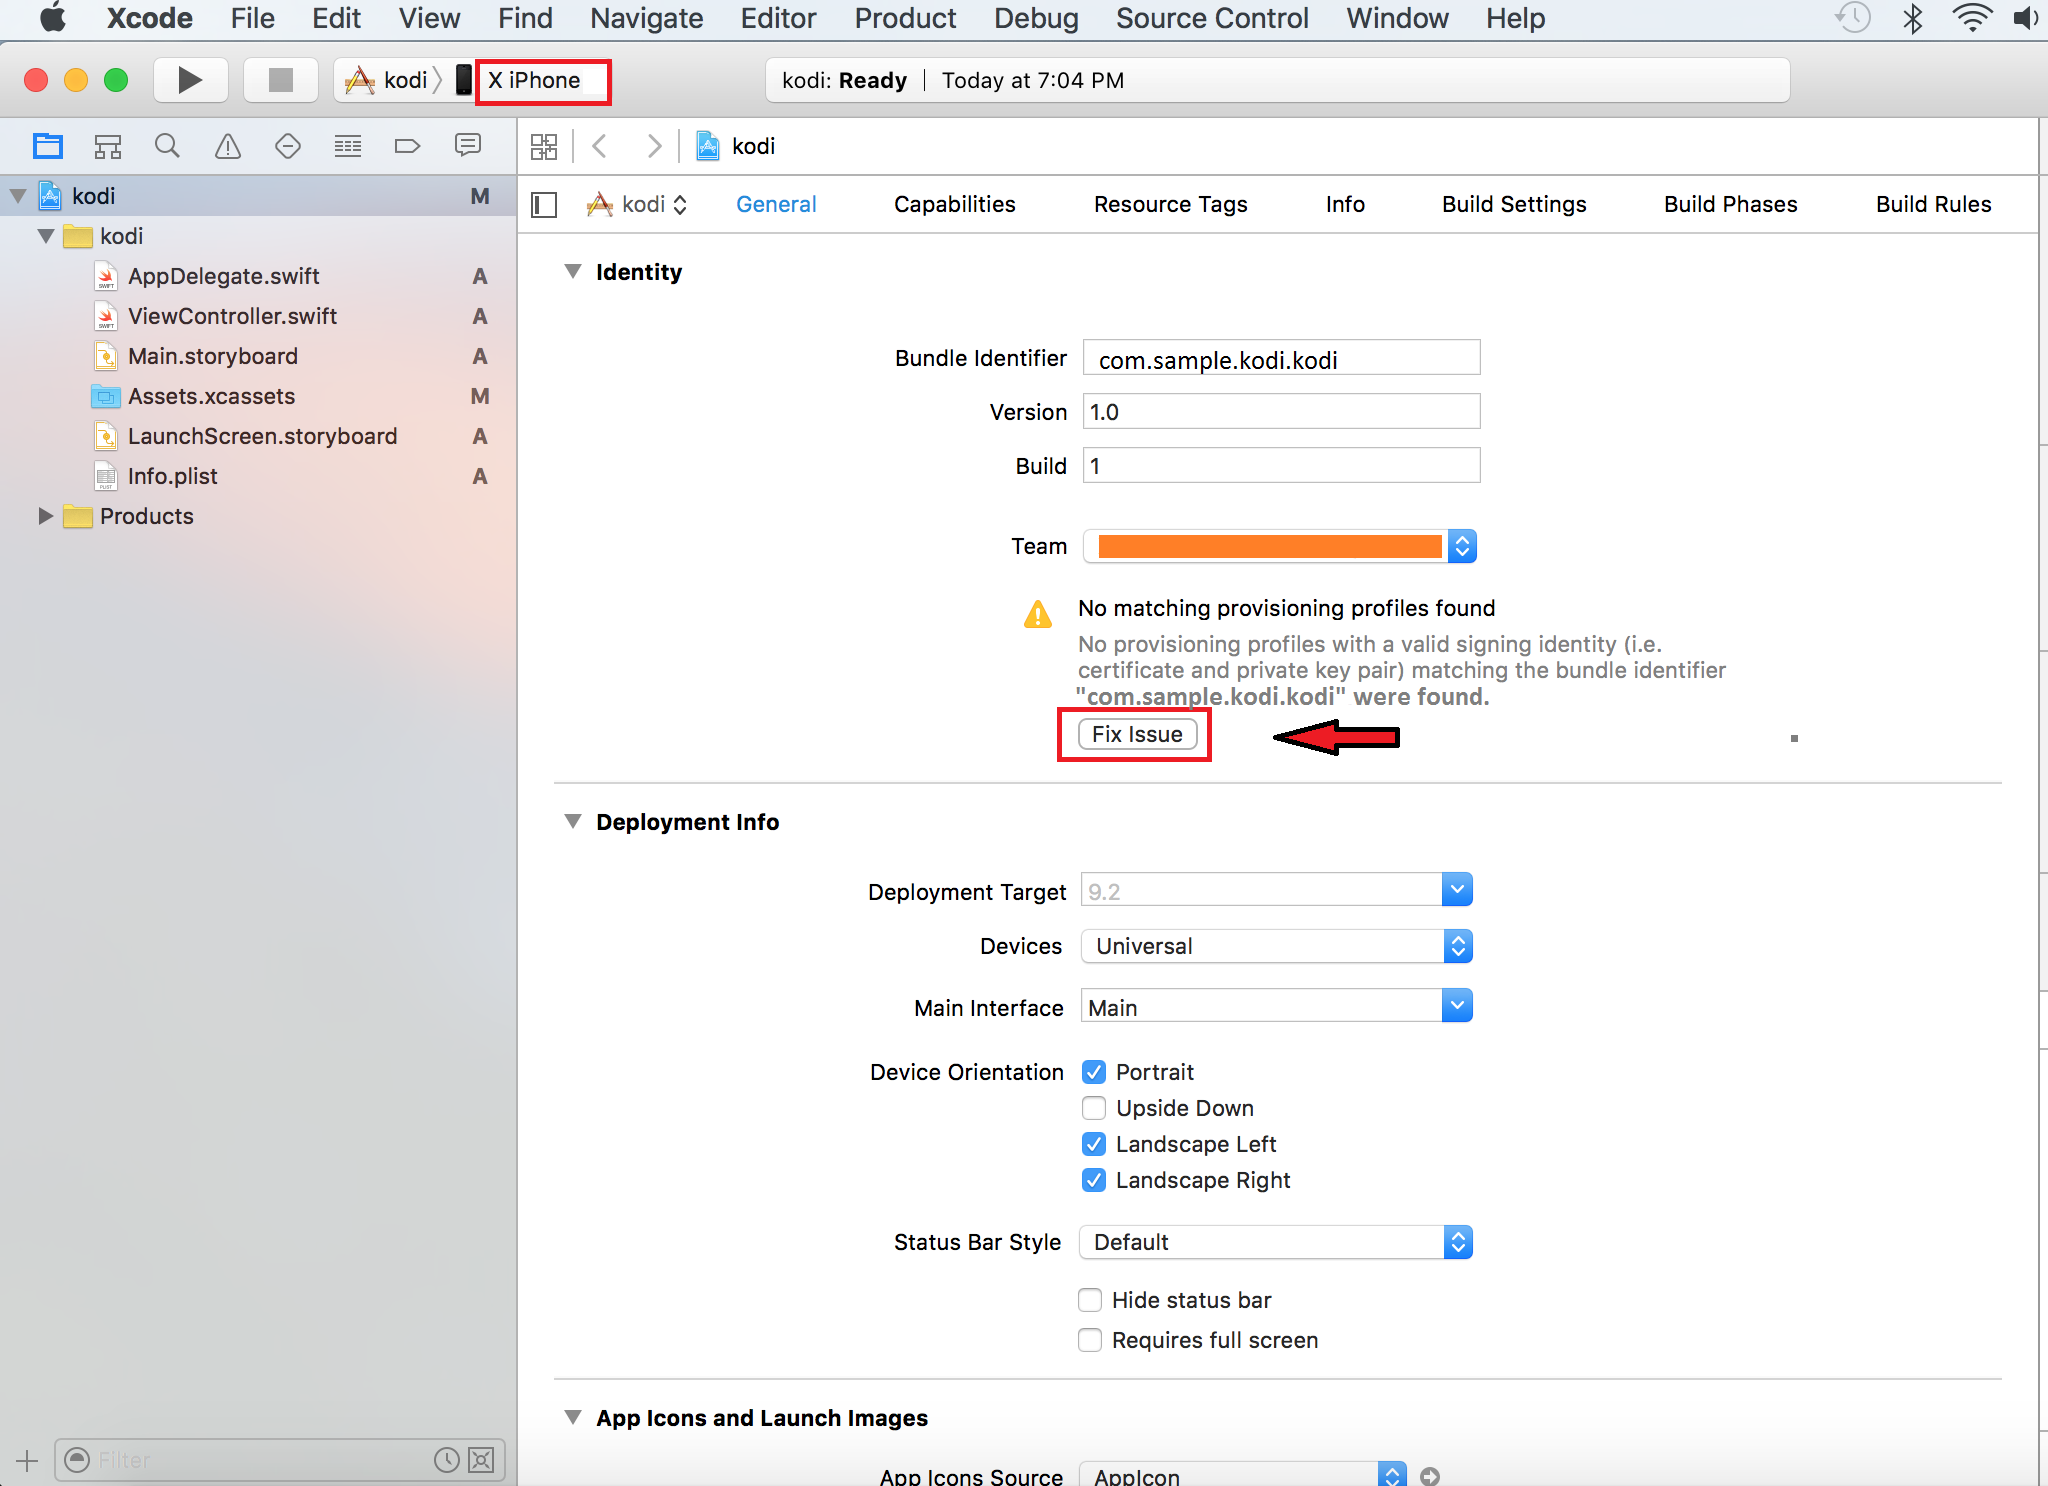 Xcode File Edit View Find Navigate Editor Product Debug Source Control Window Help
kodi X iPhone kodi: Ready Today at 7:04 PM
kodi
kodi M
kodi General Capabilities Resource Tags Info Build Settings Build Phases Build Rules
kodi
AppDelegate.swift A
ViewController.swift A
Main.storyboard A
Assets.xcassets M
LaunchScreen.storyboard A
Info.plist A
Products
Filter
Identity
Bundle Identifier com.sample.kodi.kodi
Version 1.0
Build 1
Team
No matching provisioning profiles found
No provisioning profiles with a valid signing identity (i.e.
certificate and private key pair) matching the bundle identifier
"com.sample.kodi.kodi" were found.
Fix Issue
Deployment Info
Deployment Target 9.2
Devices Universal
Main Interface Main
Device Orientation Portrait
Upside Down
Landscape Left
Landscape Right
Status Bar Style Default
Hide status bar
Requires full screen
App Icons and Launch Images
App Icons Source AppIcon